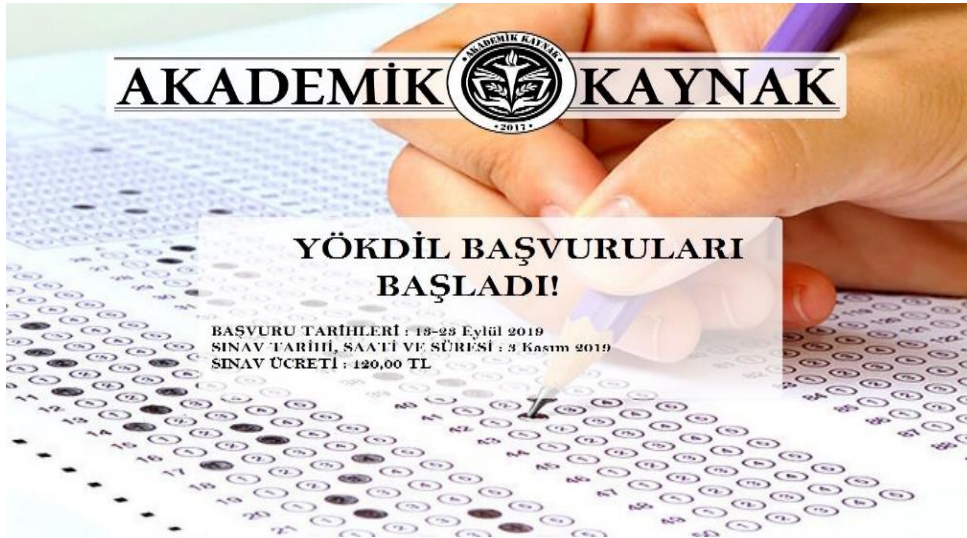 AKADEMİK KAYNAK
• AKADEMİK KAYNAK •
• 2017 •
YÖKDİL BAŞVURULARI
BAŞLADI!
BAŞVURU TARİHLERİ : 13-23 Eylül 2019
SINAV TARİHİ, SAATİ VE SÜRESİ : 3 Kasım 2019
SINAV ÜCRETİ : 120,00 TL